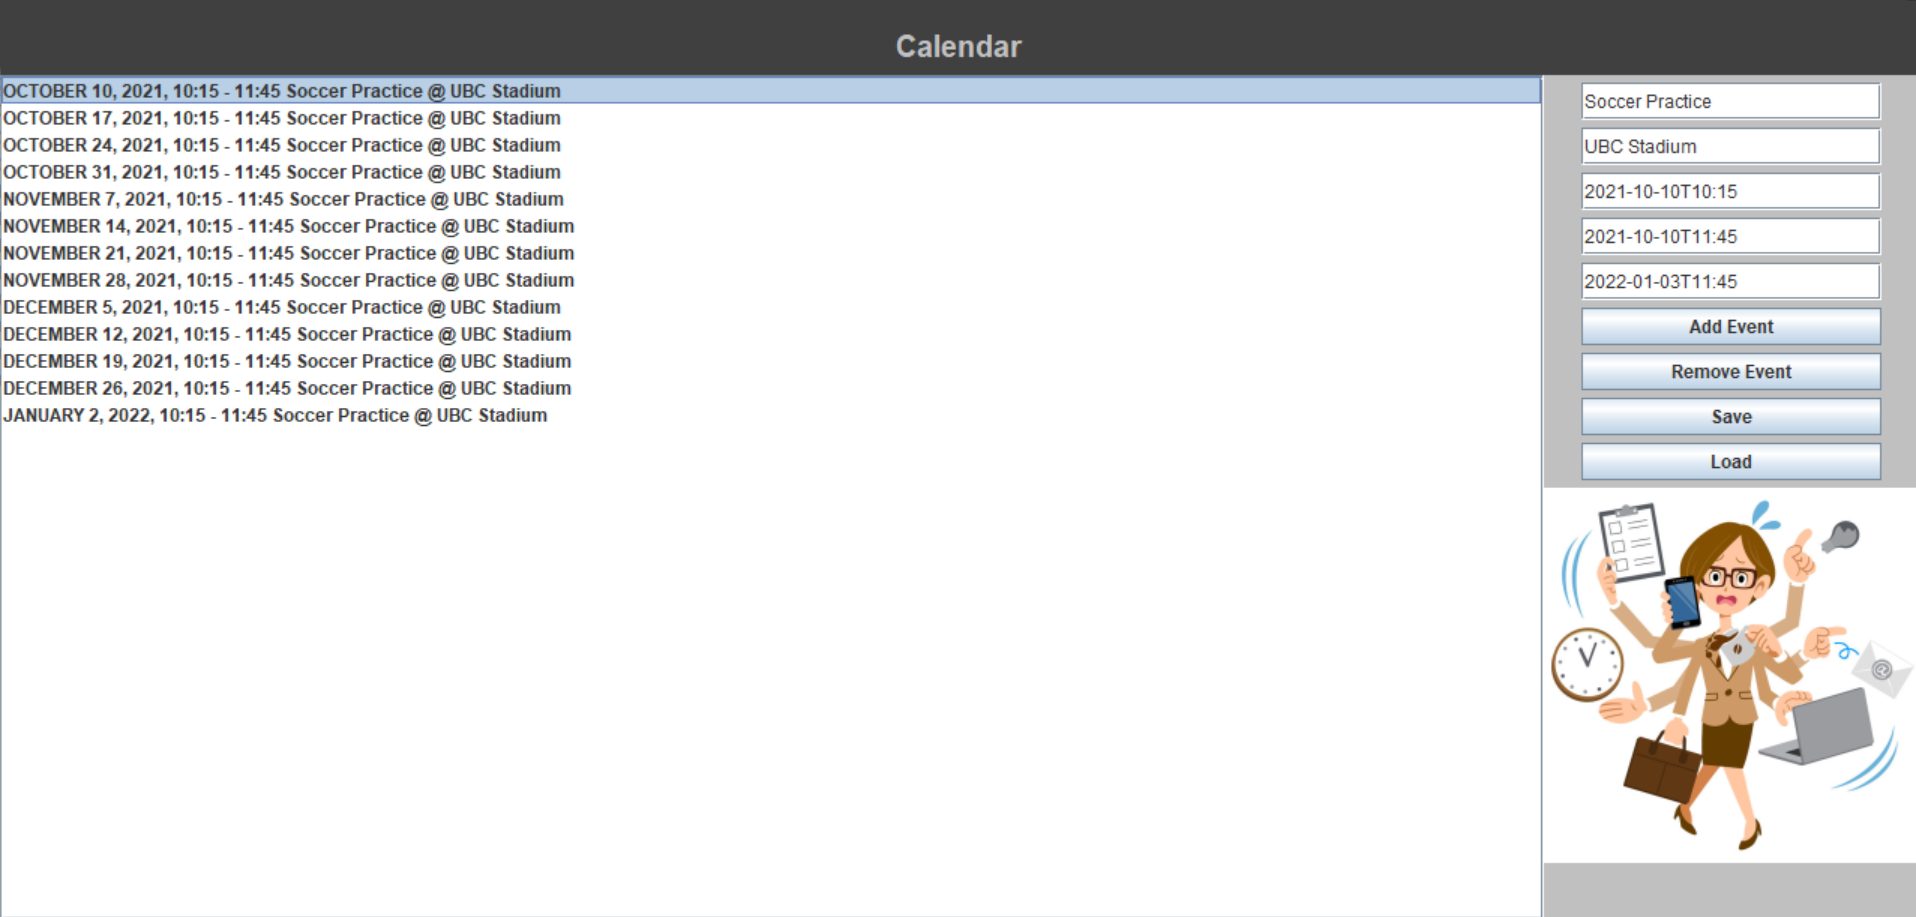 Calendar
OCTOBER 10, 2021, 10:15 - 11:45 Soccer Practice @ UBC Stadium
OCTOBER 17, 2021, 10:15 - 11:45 Soccer Practice @ UBC Stadium
OCTOBER 24, 2021, 10:15 - 11:45 Soccer Practice @ UBC Stadium
OCTOBER 31, 2021, 10:15 - 11:45 Soccer Practice @ UBC Stadium
NOVEMBER 7, 2021, 10:15 - 11:45 Soccer Practice @ UBC Stadium
NOVEMBER 14, 2021, 10:15 - 11:45 Soccer Practice @ UBC Stadium
NOVEMBER 21, 2021, 10:15 - 11:45 Soccer Practice @ UBC Stadium
NOVEMBER 28, 2021, 10:15 - 11:45 Soccer Practice @ UBC Stadium
DECEMBER 5, 2021, 10:15 - 11:45 Soccer Practice @ UBC Stadium
DECEMBER 12, 2021, 10:15 - 11:45 Soccer Practice @ UBC Stadium
DECEMBER 19, 2021, 10:15 - 11:45 Soccer Practice @ UBC Stadium
DECEMBER 26, 2021, 10:15 - 11:45 Soccer Practice @ UBC Stadium
JANUARY 2, 2022, 10:15 - 11:45 Soccer Practice @ UBC Stadium
Soccer Practice
UBC Stadium
2021-10-10T10:15
2021-10-10T11:45
2022-01-03T11:45
Add Event
Remove Event
Save
Load
@